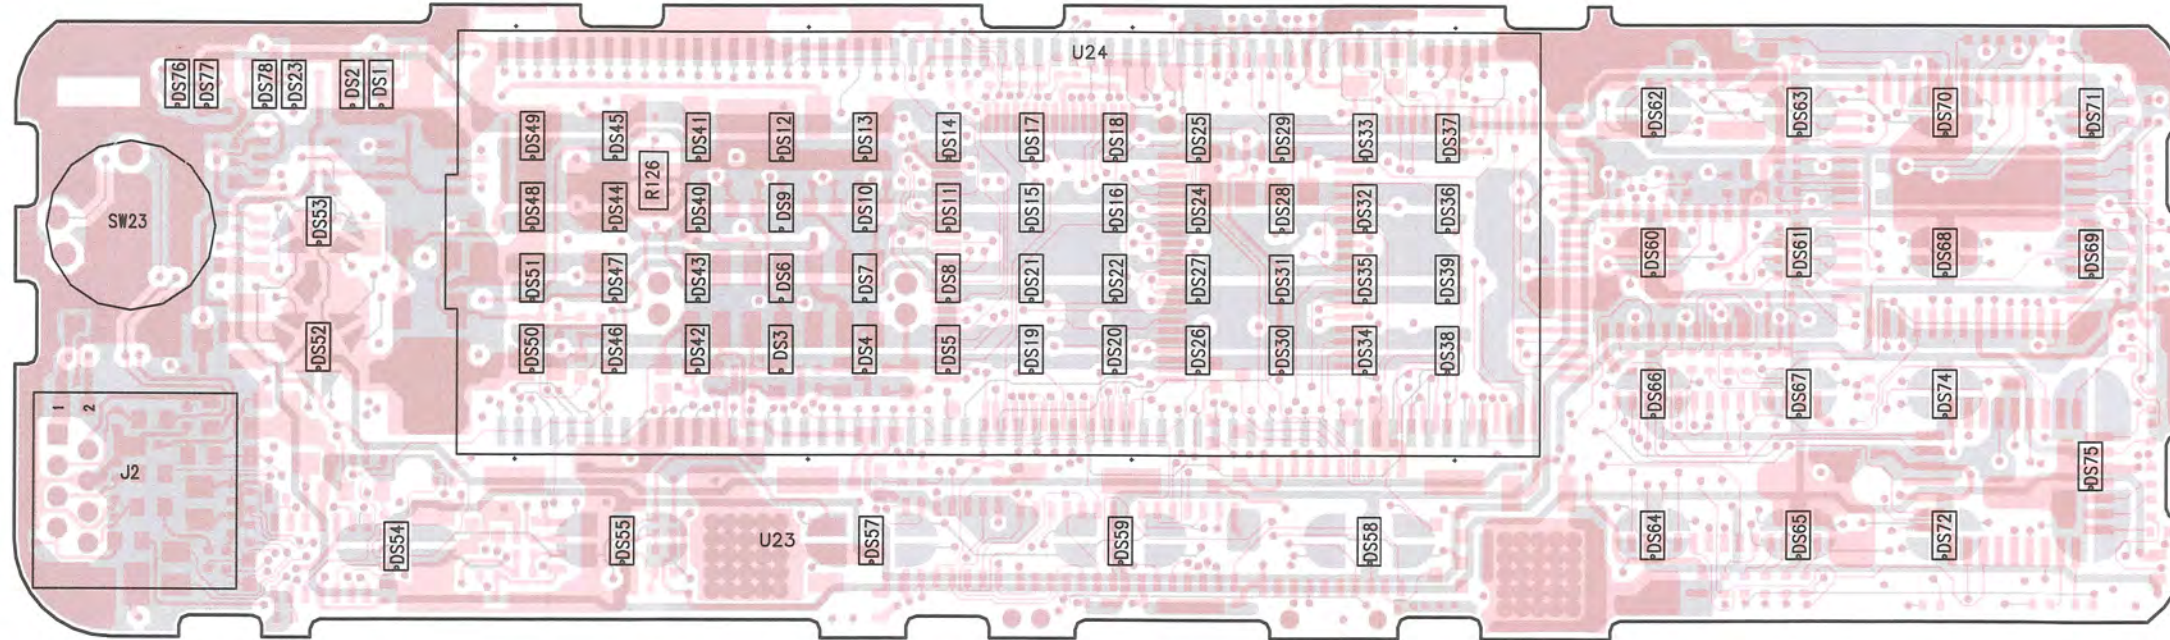 U24
DS76 DS77 DS78 DS23 DS2 DS1
DS49 DS45 DS41 DS12 DS13 DS14 DS17 DS18 DS25 DS29 DS33 DS37
DS62 DS63 DS70 DS71
R126
DS48 DS44 DS40 DS9 DS10 DS11 DS15 DS16 DS24 DS28 DS32 DS36
SW23 DS53
DS60 DS61 DS68 DS69
DS51 DS47 DS43 DS6 DS7 DS8 DS21 DS22 DS27 DS31 DS35 DS39
DS52 DS50 DS46 DS42 DS3 DS4 DS5 DS19 DS20 DS26 DS30 DS34 DS38
DS66 DS67 DS74
1 2
J2
DS75
DS54 DS55 U23 DS57 DS59 DS58 DS64 DS65 DS72